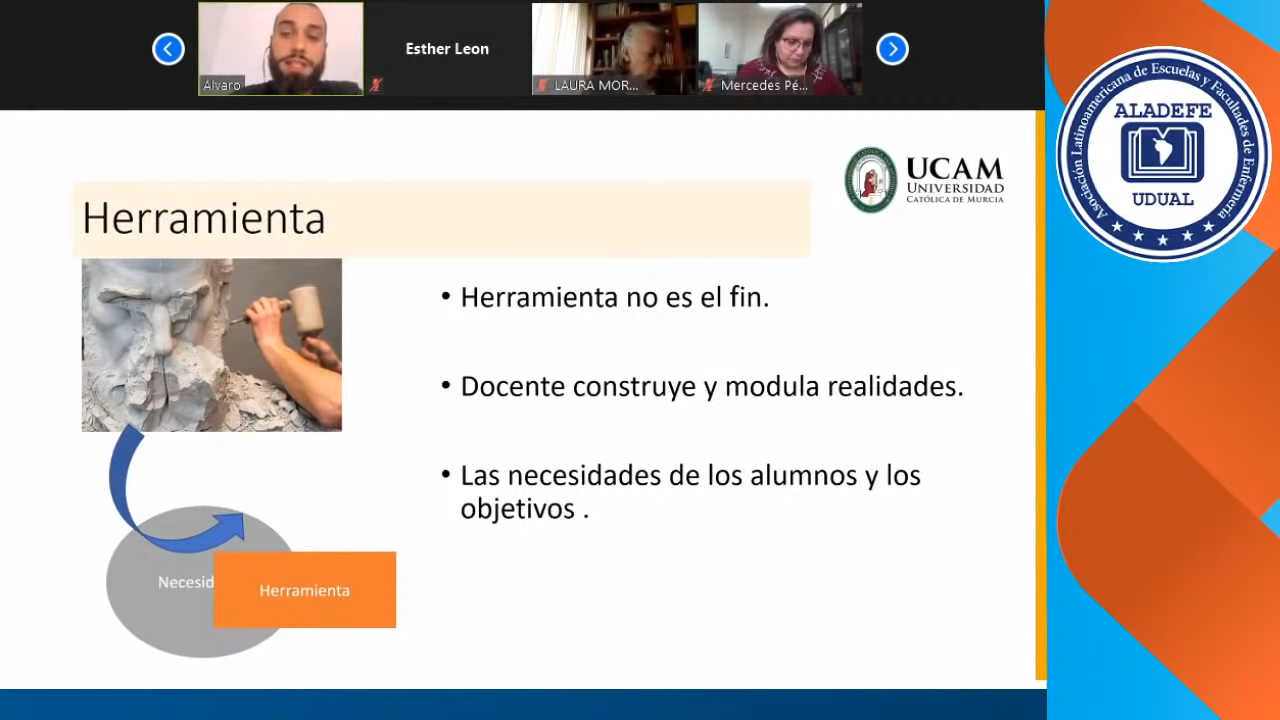 Alvaro
Esther Leon
LAURA MOR...
Mercedes Pé...
UCAM
UNIVERSIDAD
CATÓLICA DE MURCIA
Asociación Latinoamericana de Escuelas y Facultades de Enfermería
ALADEFE
UDUAL
Herramienta
• Herramienta no es el fin.
• Docente construye y modula realidades.
• Las necesidades de los alumnos y los
objetivos .
Necesid
Herramienta